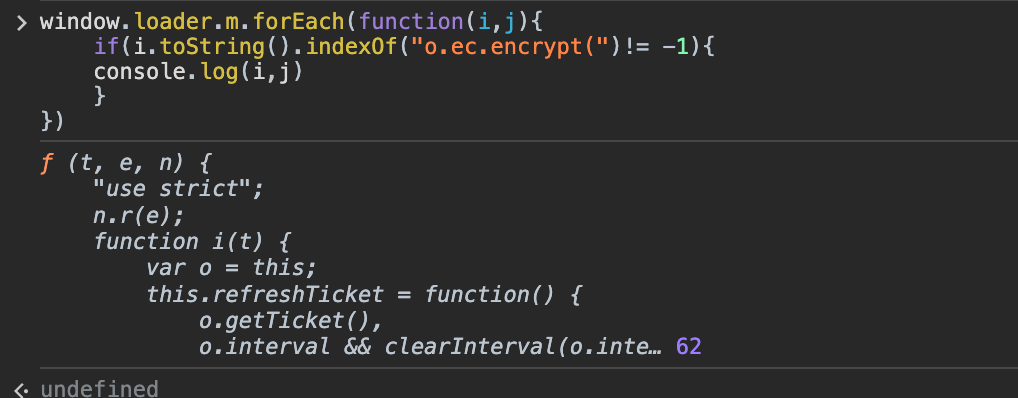 > window.loader.m.forEach(function(i,j){
if(i.toString().indexOf("o.ec.encrypt(")!= -1){
console.log(i,j)
}
})
ƒ (t, e, n) {
"use strict";
n.r(e);
function i(t) {
var o = this;
this.refreshTicket = function() {
o.getTicket(),
o.interval && clearInterval(o.inte… 62
undefined